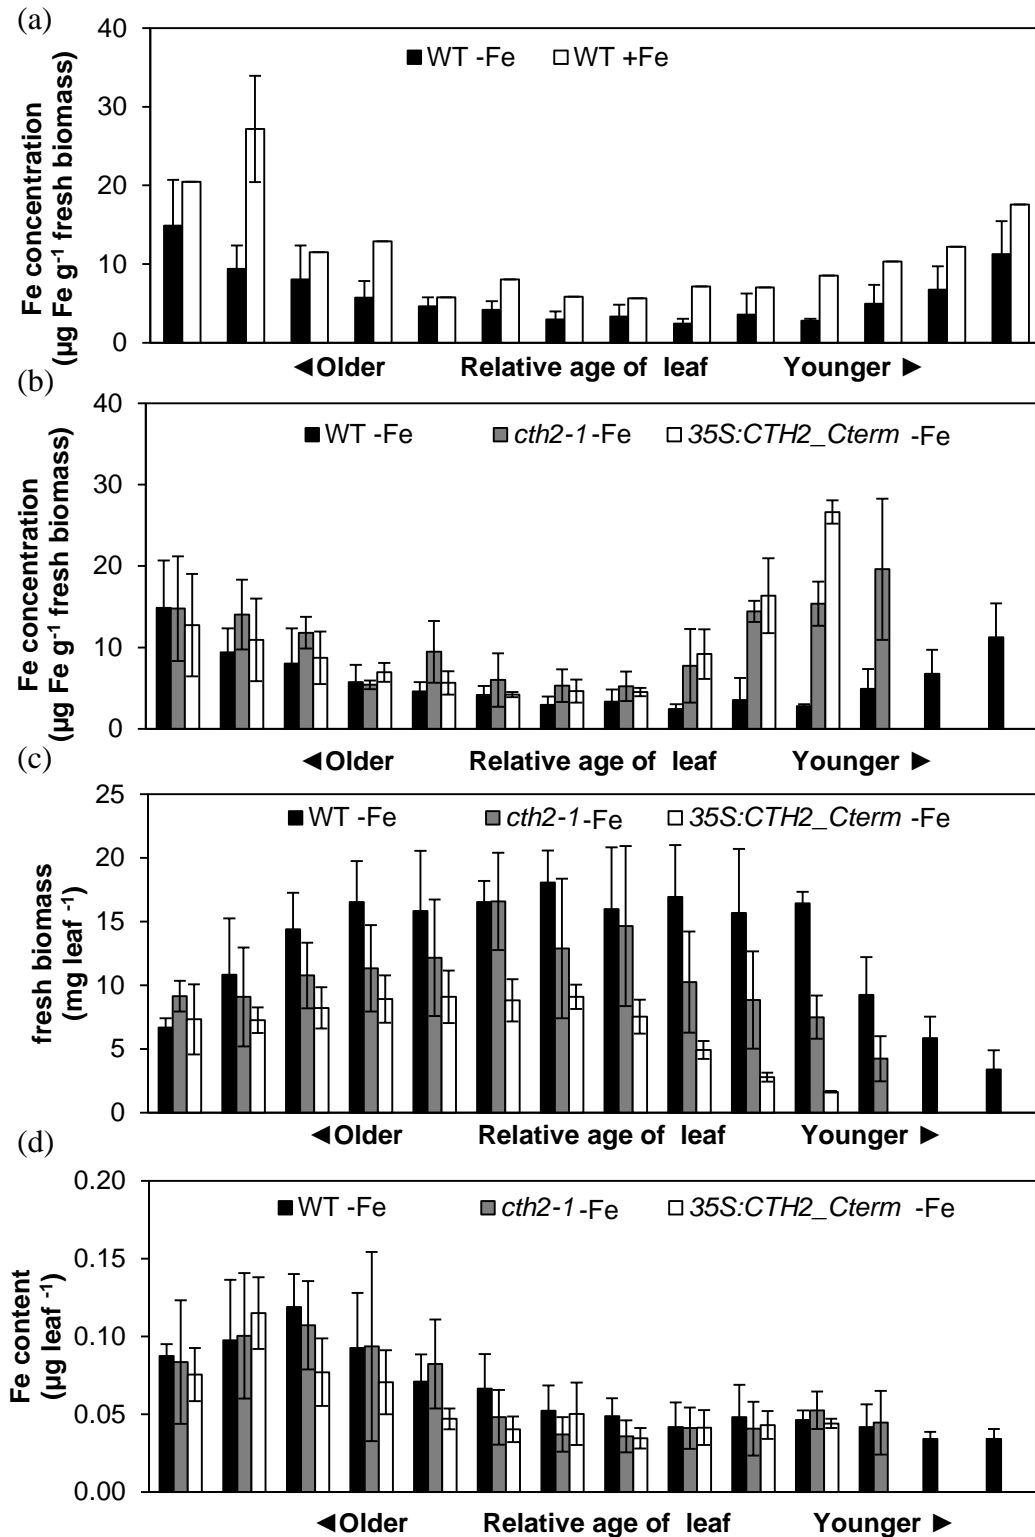 (a)
40
30
20
10
0
Fe concentration
(µg Fe g⁻¹ fresh biomass)
WT -Fe
WT +Fe
◄Older
Relative age of leaf
Younger ►
(b)
40
30
20
10
0
Fe concentration
(µg Fe g⁻¹ fresh biomass)
WT -Fe
cth2-1-Fe
35S:CTH2_Cterm -Fe
◄Older
Relative age of leaf
Younger ►
(c)
25
20
15
10
5
0
fresh biomass
(mg leaf ⁻¹)
WT -Fe
cth2-1-Fe
35S:CTH2_Cterm -Fe
◄Older
Relative age of leaf
Younger ►
(d)
0.20
0.15
0.10
0.05
0.00
Fe content
(µg leaf ⁻¹)
WT -Fe
cth2-1-Fe
35S:CTH2_Cterm -Fe
◄Older
Relative age of leaf
Younger ►